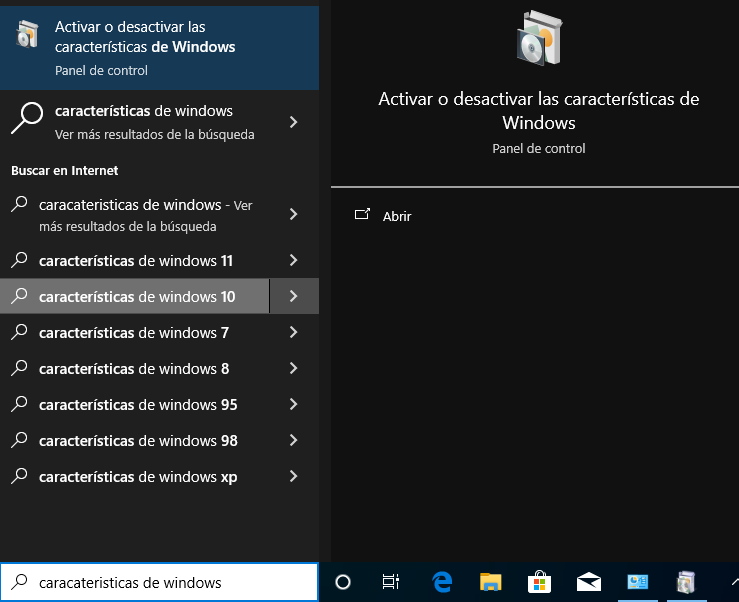 Activar o desactivar las
características de Windows
Panel de control
características de windows
Ver más resultados de la búsqueda
Buscar en Internet
caracateristicas de windows - Ver
más resultados de la búsqueda
características de windows 11
características de windows 10
características de windows 7
características de windows 8
características de windows 95
características de windows 98
características de windows xp
caracateristicas de windows
Activar o desactivar las características de
Windows
Panel de control
Abrir